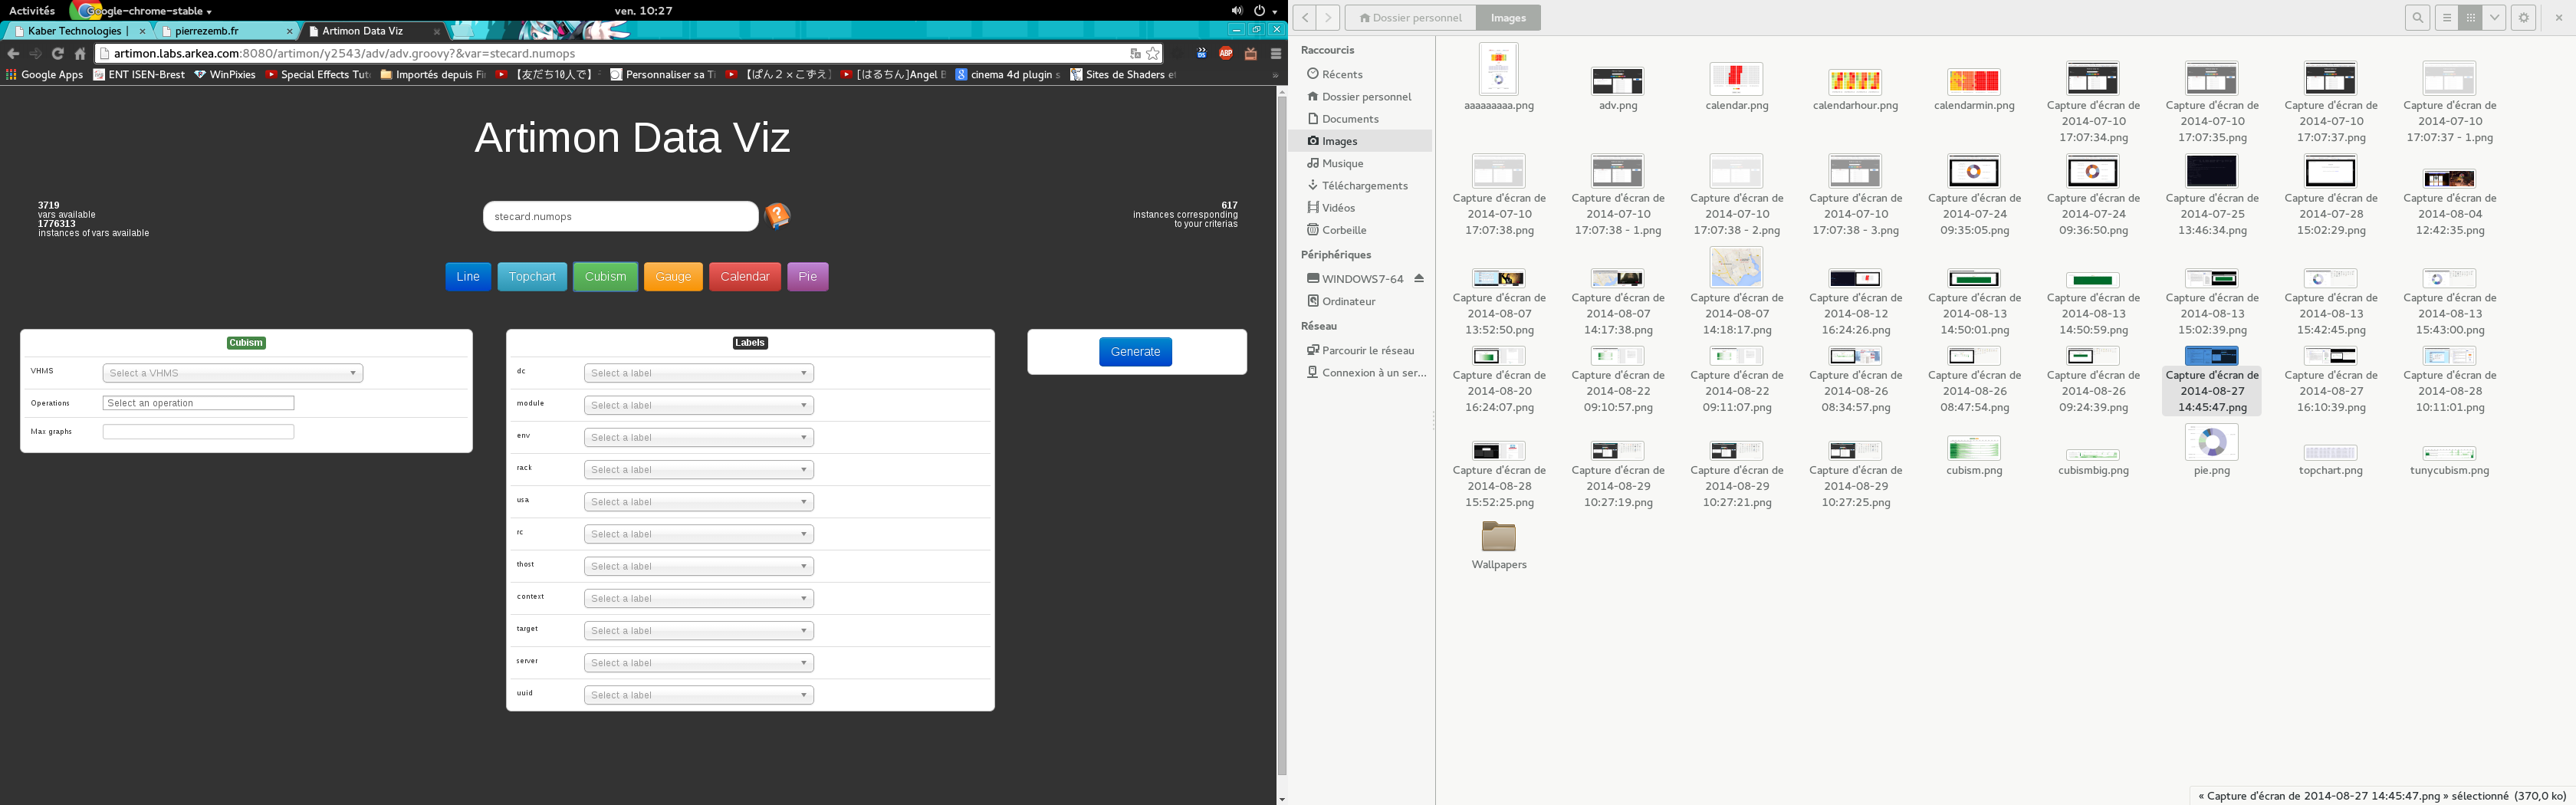 Activités
Google-chrome-stable
ven. 10:27
Kaber Technologies |
pierrezemb.fr
Artimon Data Viz
artimon.labs.arkea.com:8080/artimon/y2543/adv/adv.groovy?&var=stecard.numops
Google Apps
ENT ISEN-Brest
WinPixies
Special Effects Tut
Importés depuis Fi
【友だち10人で】
Personnaliser sa Ti
【ぱん２×こずえ】
[はるちん]Angel B
cinema 4d plugin s
Sites de Shaders et
Artimon Data Viz
3719
vars available
1776313
instances of vars available
stecard.numops
617
instances corresponding
to your criterias
Line
Topchart
Cubism
Gauge
Calendar
Pie
Cubism
VHMS
Select a VHMS
Operations
Select an operation
Max graphs
Labels
dc
Select a label
module
Select a label
env
Select a label
rack
Select a label
usa
Select a label
rc
Select a label
thost
Select a label
context
Select a label
target
Select a label
server
Select a label
uuid
Select a label
Generate
Dossier personnel
Images
Raccourcis
Récents
Dossier personnel
Documents
Images
Musique
Téléchargements
Vidéos
Corbeille
Périphériques
WINDOWS7-64
Ordinateur
Réseau
Parcourir le réseau
Connexion à un ser...
aaaaaaaaa.png
adv.png
calendar.png
calendarhour.png
calendarmin.png
Capture d'écran de
2014-07-10
17:07:34.png
Capture d'écran de
2014-07-10
17:07:35.png
Capture d'écran de
2014-07-10
17:07:37.png
Capture d'écran de
2014-07-10
17:07:37 - 1.png
Capture d'écran de
2014-07-10
17:07:38.png
Capture d'écran de
2014-07-10
17:07:38 - 1.png
Capture d'écran de
2014-07-10
17:07:38 - 2.png
Capture d'écran de
2014-07-10
17:07:38 - 3.png
Capture d'écran de
2014-07-24
09:35:05.png
Capture d'écran de
2014-07-24
09:36:50.png
Capture d'écran de
2014-07-25
13:46:34.png
Capture d'écran de
2014-07-28
15:02:29.png
Capture d'écran de
2014-08-04
12:42:35.png
Capture d'écran de
2014-08-07
13:52:50.png
Capture d'écran de
2014-08-07
14:17:38.png
Capture d'écran de
2014-08-07
14:18:17.png
Capture d'écran de
2014-08-12
16:24:26.png
Capture d'écran de
2014-08-13
14:50:01.png
Capture d'écran de
2014-08-13
14:50:59.png
Capture d'écran de
2014-08-13
15:02:39.png
Capture d'écran de
2014-08-13
15:42:45.png
Capture d'écran de
2014-08-13
15:43:00.png
Capture d'écran de
2014-08-20
16:24:07.png
Capture d'écran de
2014-08-22
09:10:57.png
Capture d'écran de
2014-08-22
09:11:07.png
Capture d'écran de
2014-08-26
08:34:57.png
Capture d'écran de
2014-08-26
08:47:54.png
Capture d'écran de
2014-08-26
09:24:39.png
Capture d'écran de
2014-08-27
14:45:47.png
Capture d'écran de
2014-08-27
16:10:39.png
Capture d'écran de
2014-08-28
10:11:01.png
Capture d'écran de
2014-08-28
15:52:25.png
Capture d'écran de
2014-08-29
10:27:19.png
Capture d'écran de
2014-08-29
10:27:21.png
Capture d'écran de
2014-08-29
10:27:25.png
cubism.png
cubismbig.png
pie.png
topchart.png
tunycubism.png
Wallpapers
« Capture d'écran de 2014-08-27 14:45:47.png » sélectionné (370,0 ko)